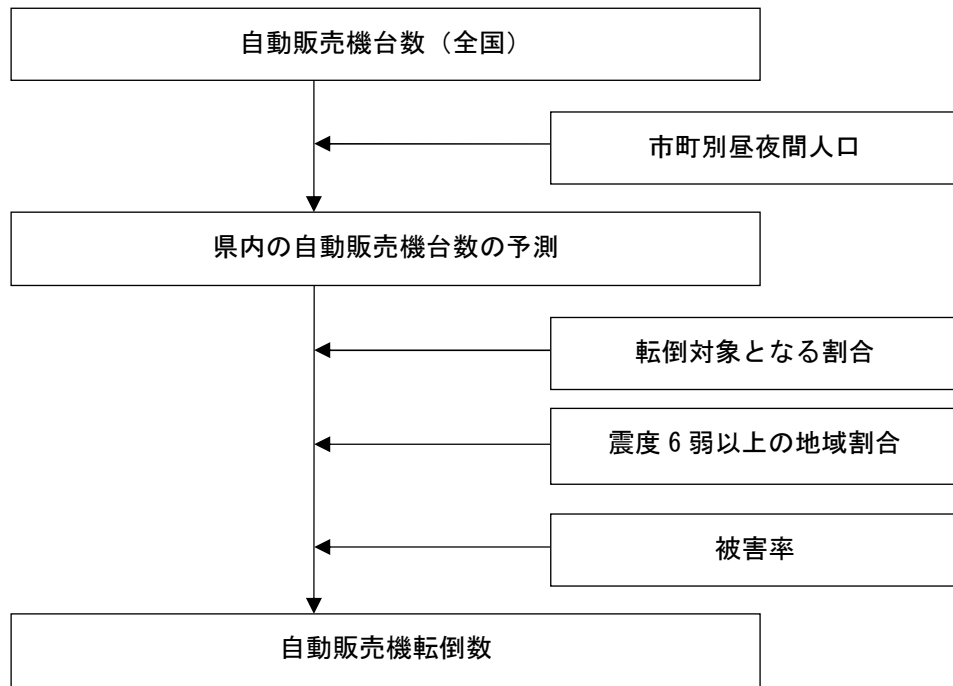 自動販売機台数（全国）
市町別昼夜間人口
県内の自動販売機台数の予測
転倒対象となる割合
震度 6 弱以上の地域割合
被害率
自動販売機転倒数